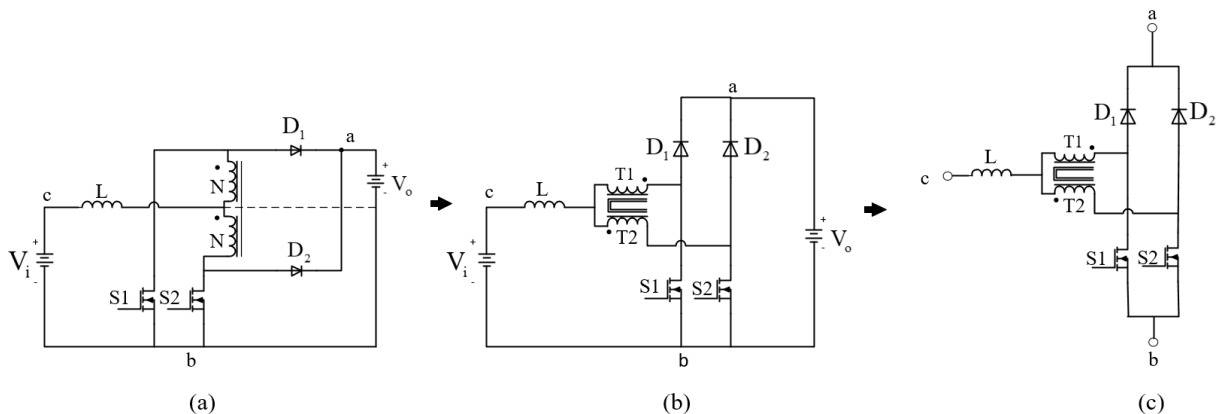 D1
a
+
Vo
-
N
c
L
N
+
Vi
-
D2
S1
S2
b
(a)
a
D1
D2
T1
c
L
T2
+
Vi
-
+
Vo
-
S1
S2
b
(b)
a
D1
D2
T1
c
L
T2
S1
S2
b
(c)